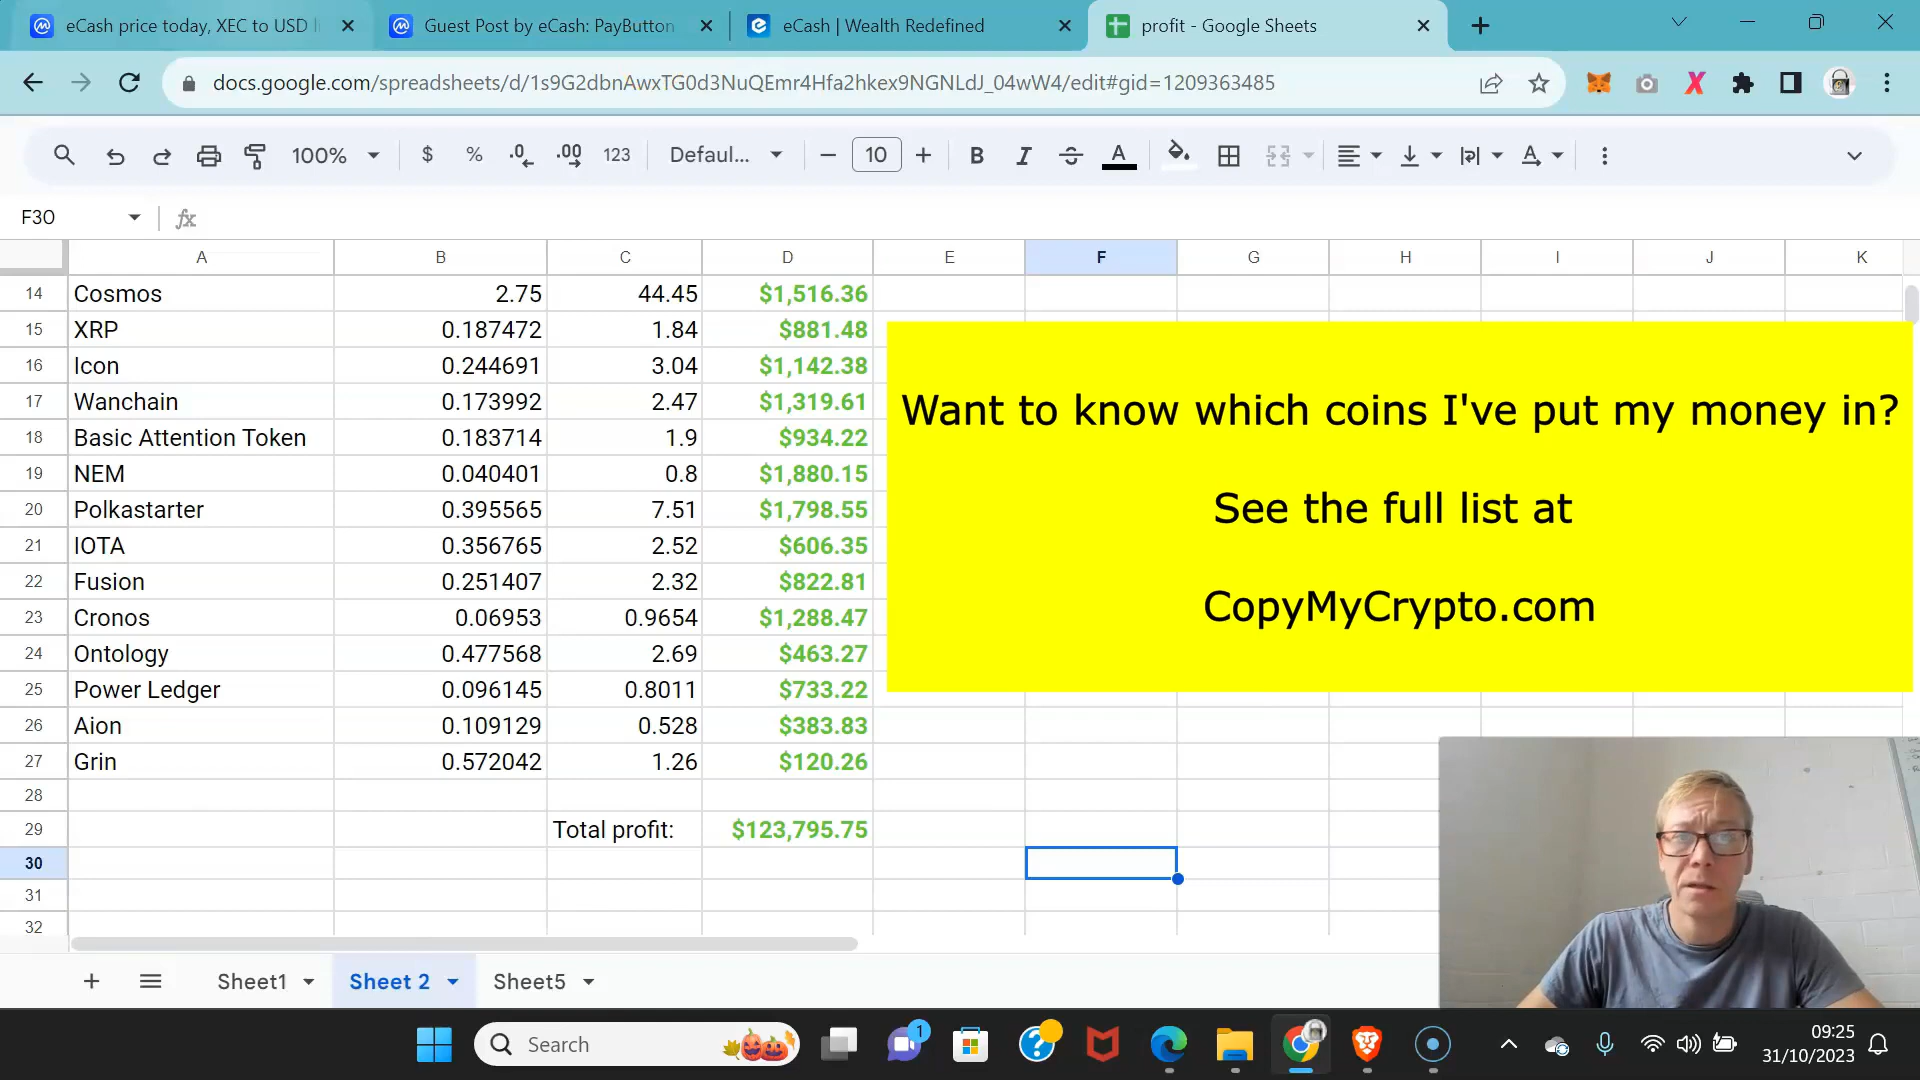 eCash price today, XEC to USD li
Guest Post by eCash: PayButton
eCash | Wealth Redefined
profit - Google Sheets
docs.google.com/spreadsheets/d/1s9G2dbnAwxTG0d3NuQEmr4Hfa2hkex9NGNLdJ_04wW4/edit#gid=1209363485
100% $ % .0 .00 123 Defaul... 10 B I A
F30 fx
A B C D E F G H I J K
14 Cosmos 2.75 44.45 $1,516.36
15 XRP 0.187472 1.84 $881.48
16 Icon 0.244691 3.04 $1,142.38
17 Wanchain 0.173992 2.47 $1,319.61
18 Basic Attention Token 0.183714 1.9 $934.22
19 NEM 0.040401 0.8 $1,880.15
20 Polkastarter 0.395565 7.51 $1,798.55
21 IOTA 0.356765 2.52 $606.35
22 Fusion 0.251407 2.32 $822.81
23 Cronos 0.06953 0.9654 $1,288.47
24 Ontology 0.477568 2.69 $463.27
25 Power Ledger 0.096145 0.8011 $733.22
26 Aion 0.109129 0.528 $383.83
27 Grin 0.572042 1.26 $120.26
28
29 Total profit: $123,795.75
30
31
32
Want to know which coins I've put my money in?
See the full list at
CopyMyCrypto.com
Sheet1 Sheet 2 Sheet5
Search
1
09:25
31/10/2023